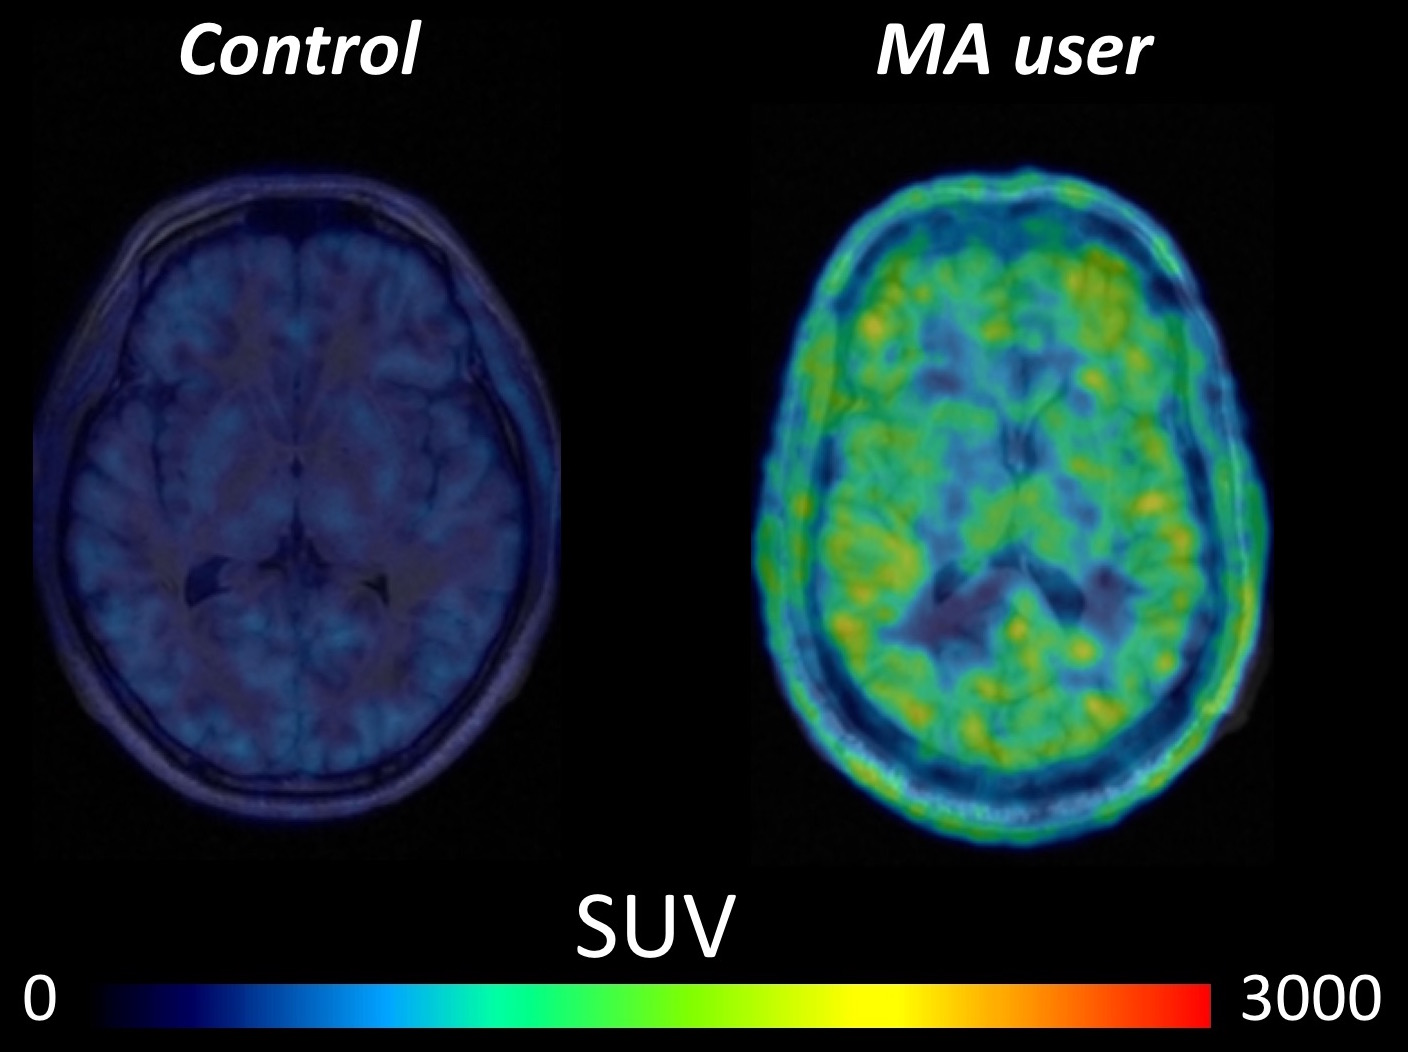 Control
MA user
SUV
0
3000